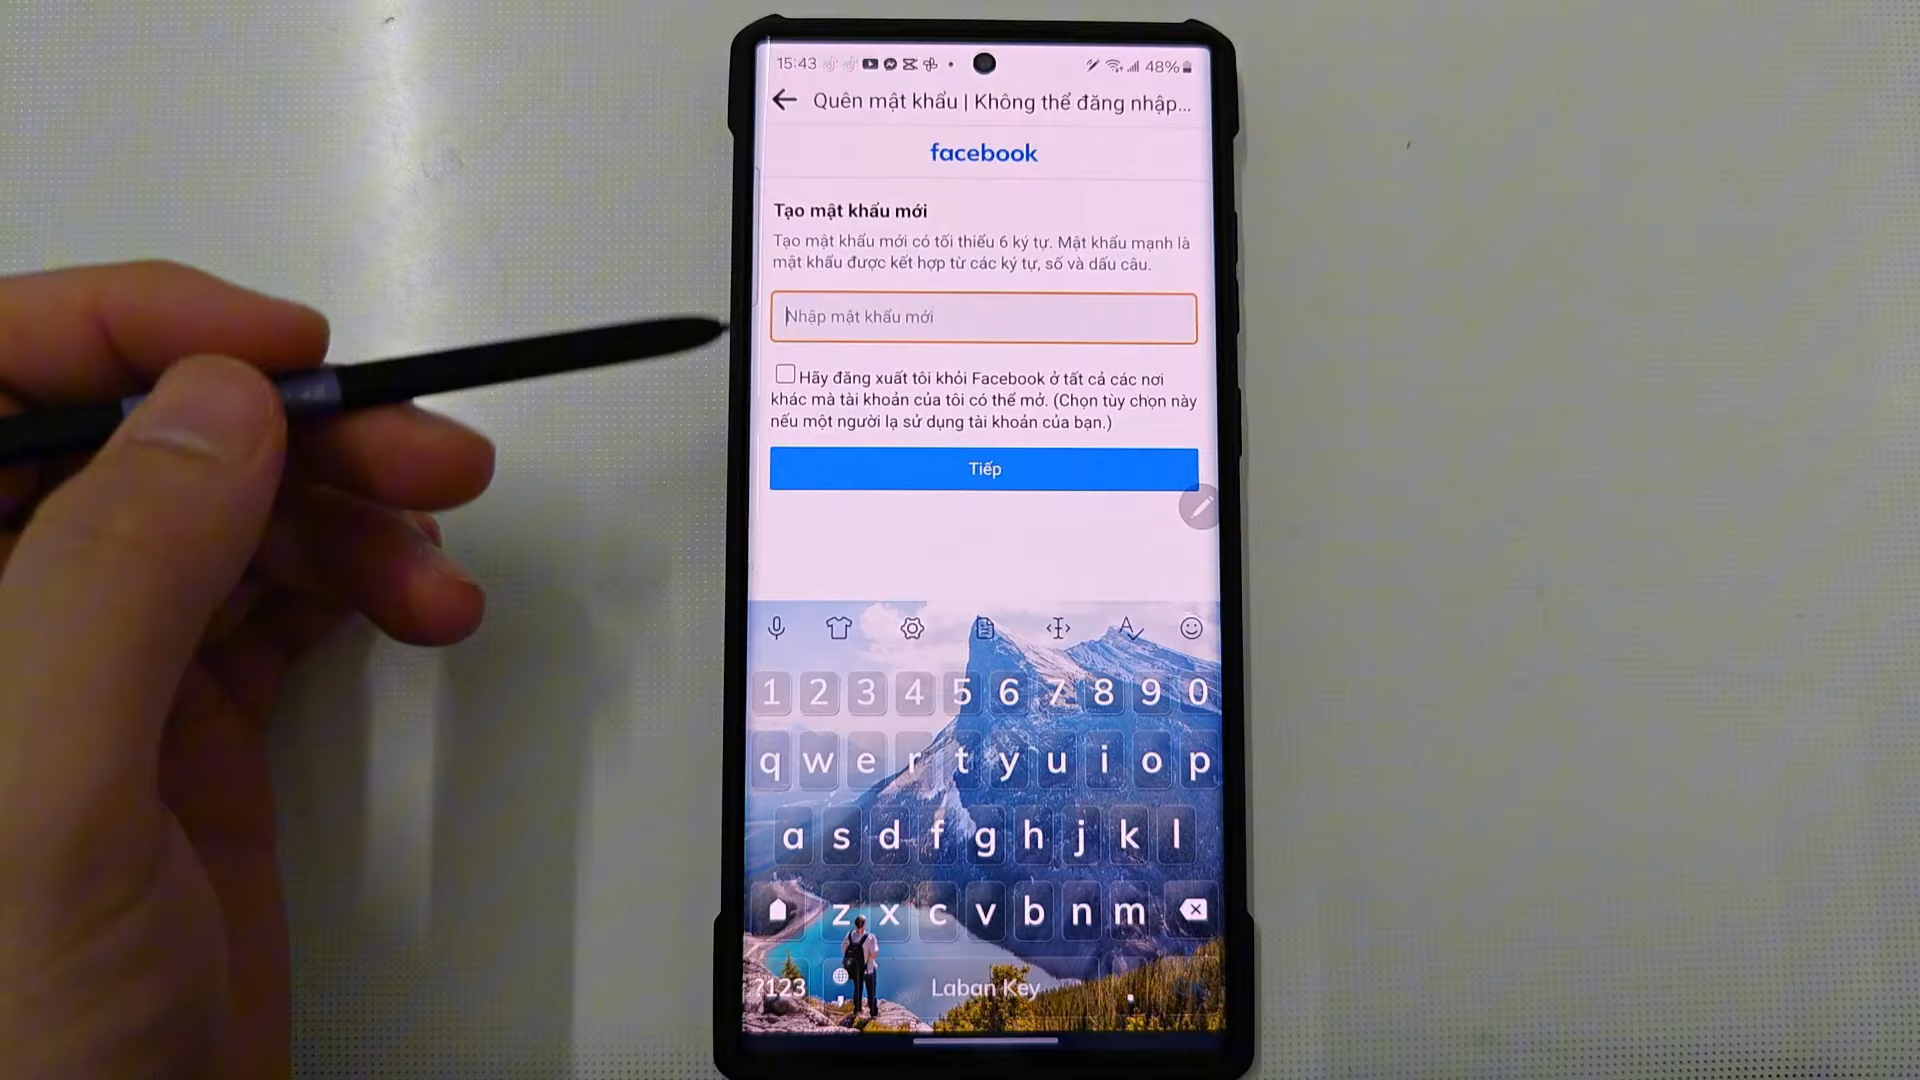 15:43 48%
Quên mật khẩu | Không thể đăng nhập...
facebook
Tạo mật khẩu mới
Tạo mật khẩu mới có tối thiểu 6 ký tự. Mật khẩu mạnh là
mật khẩu được kết hợp từ các ký tự, số và dấu câu.
Nhập mật khẩu mới
Hãy đăng xuất tôi khỏi Facebook ở tất cả các nơi
khác mà tài khoản của tôi có thể mở. (Chọn tùy chọn này
nếu một người lạ sử dụng tài khoản của bạn.)
Tiếp
1 2 3 4 5 6 7 8 9 0
q w e r t y u i o p
a s d f g h j k l
z x c v b n m
?123 , Laban Key .